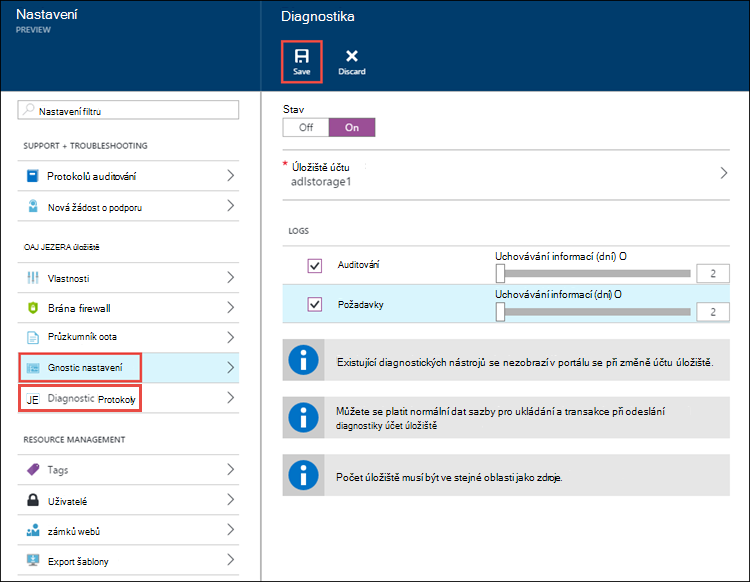 Nastavení
PREVIEW
Nastavení filtru
SUPPORT + TROUBLESHOOTING
Protokolů auditování
Nová žádost o podporu
OAJ JEZERA úložiště
Vlastnosti
Brána firewall
Průzkumník oota
Gnostic nastavení
JE Diagnostic Protokoly
RESOURCE MANAGEMENT
Tags
Uživatelé
zámků webů
Export šablony
Diagnostika
Save
Discard
Stav
Off
On
* Úložiště účtu
adlstorage1
LOGS
Auditování
Uchovávání informací (dní) O
2
Požadavky
Uchovávání informací (dní) O
2
Existující diagnostických nástrojů se nezobrazí v portálu se při změně účtu úložiště.
Můžete se platit normální dat sazby pro ukládání a transakce při odeslání
diagnostiky účet úložiště
Počet úložiště musí být ve stejné oblasti jako zdroje.